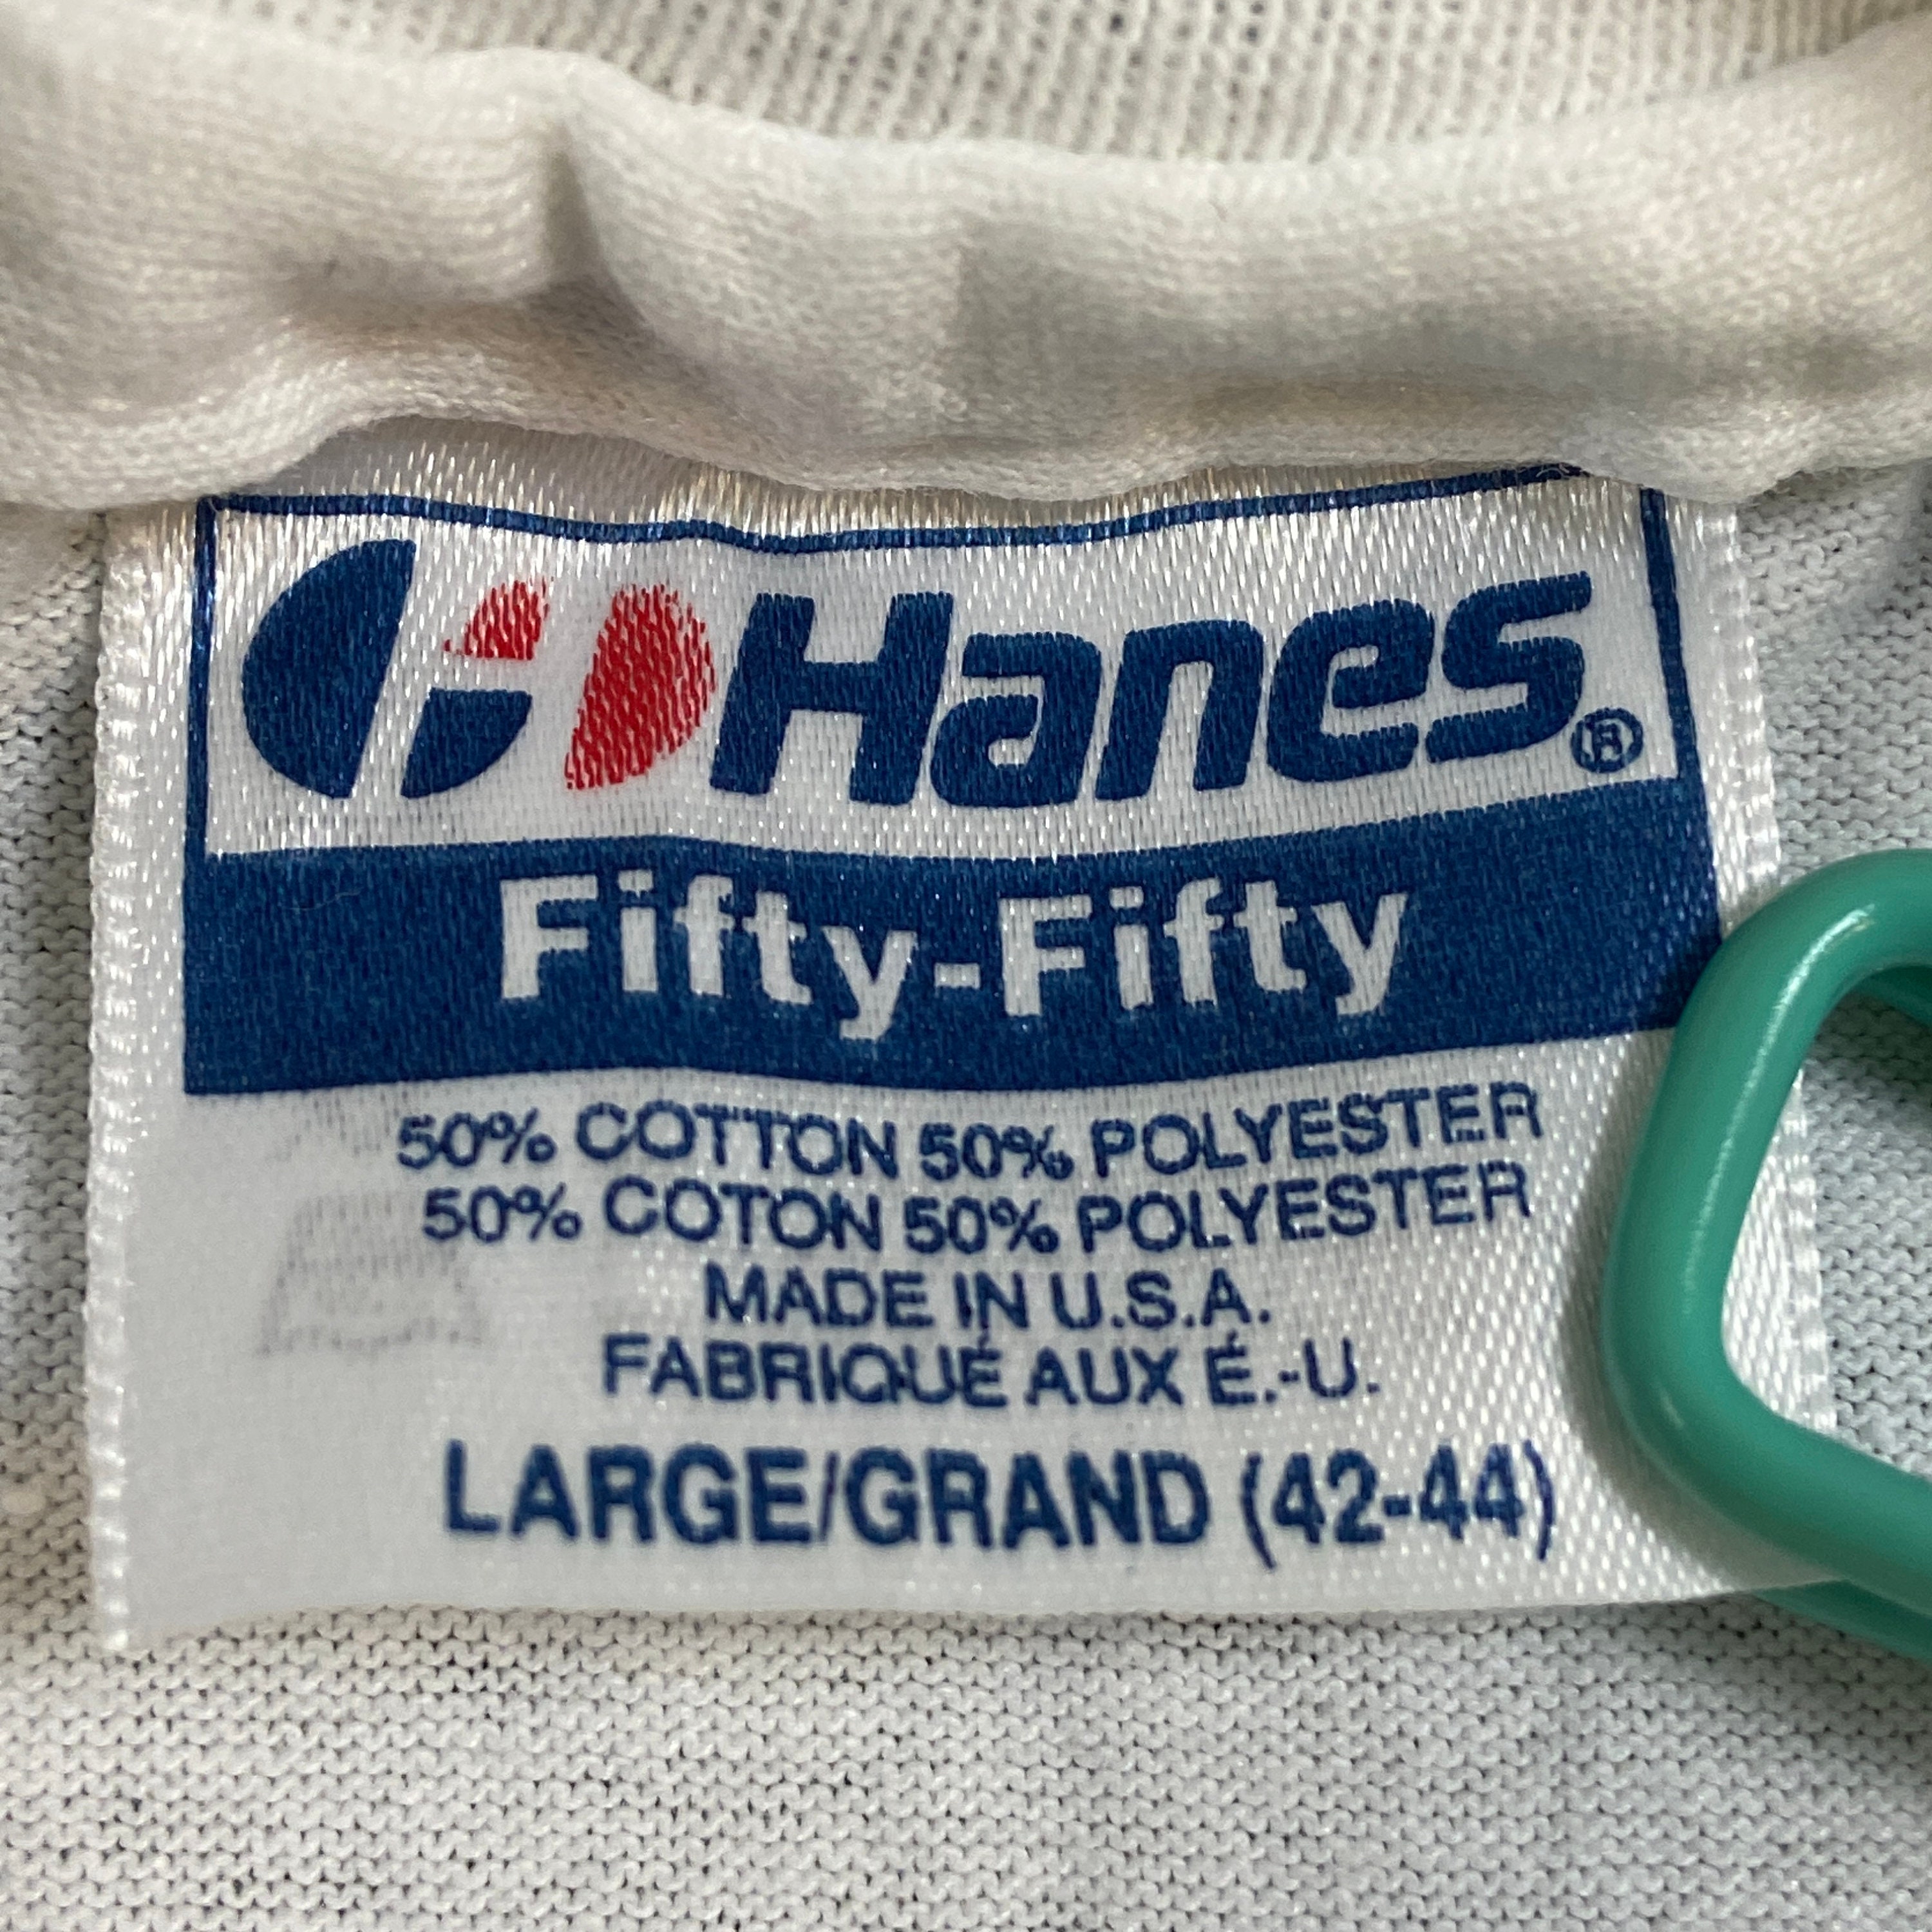 Hanes®
Fifty-Fifty
50% COTTON 50% POLYESTER
50% COTON 50% POLYESTER
MADE IN U.S.A.
FABRIQUÉ AUX É.-U.
LARGE/GRAND (42-44)